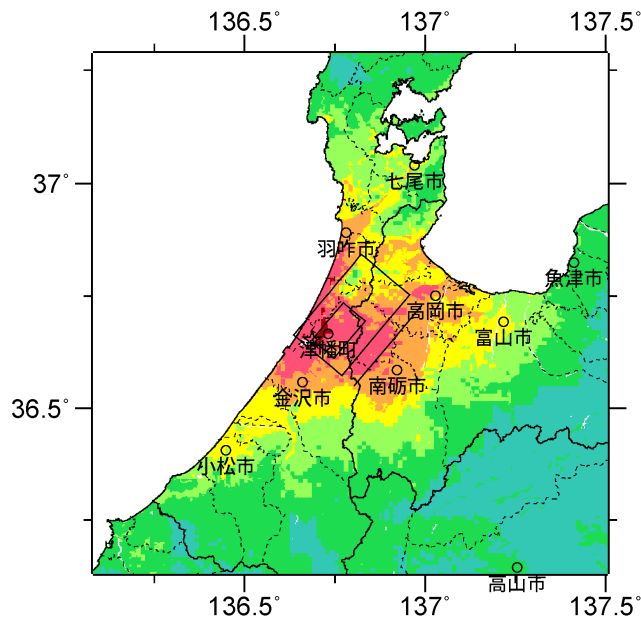 136.5° 137° 137.5°
37°
七尾市
羽咋市
魚津市
高岡市
富山市
津幡町
南砺市
金沢市
36.5°
小松市
高山市
136.5° 137° 137.5°